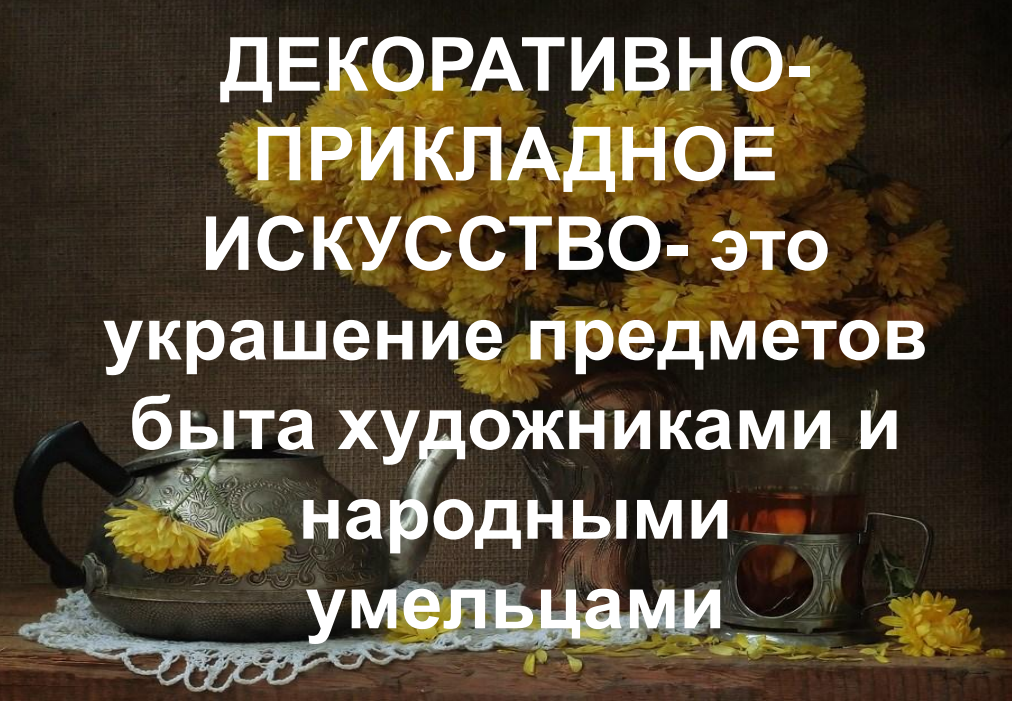 ДЕКОРАТИВНО-
ПРИКЛАДНОЕ
ИСКУССТВО- это
украшение предметов
быта художниками и
народными
умельцами